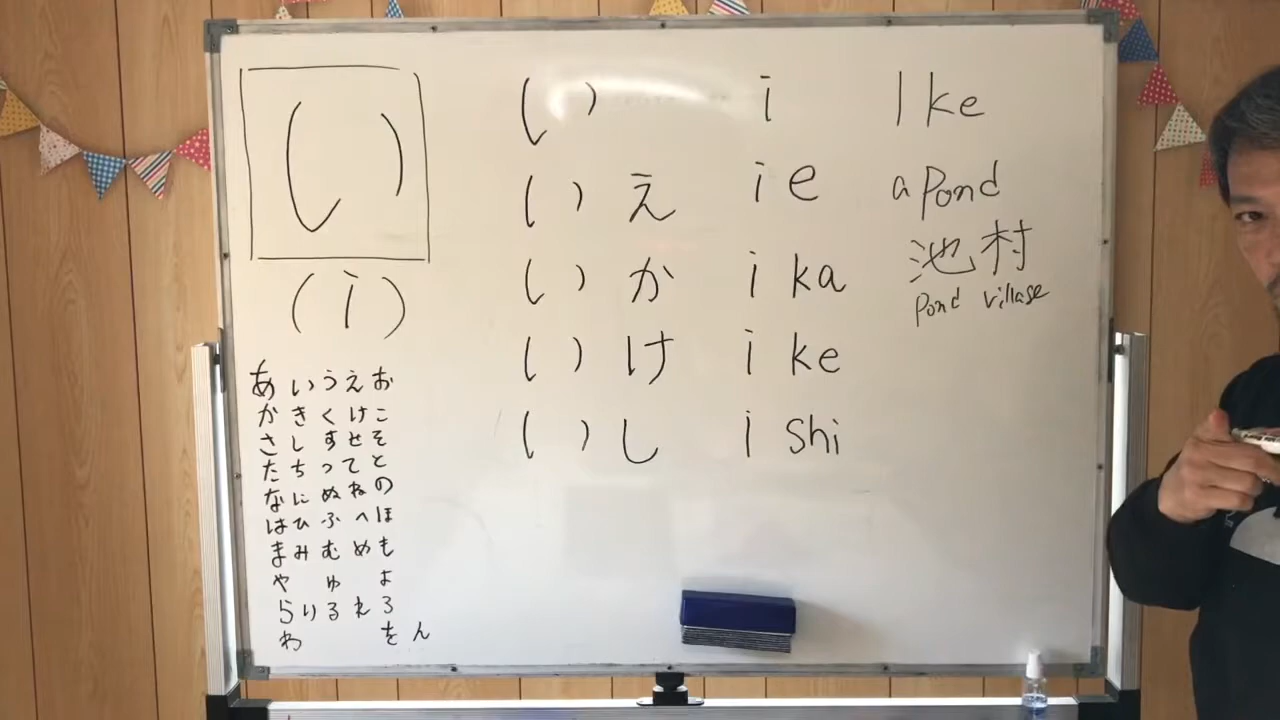 い
(i)
あいうえお
かきくけこ
さしすせそ
たちつてと
なにぬねの
はひふへほ
まみむめも
やゆよ
らりるれろ
わをん
い i
いえ ie
いか ika
いけ ike
いし ishi
Ike
a pond
池村
pond village